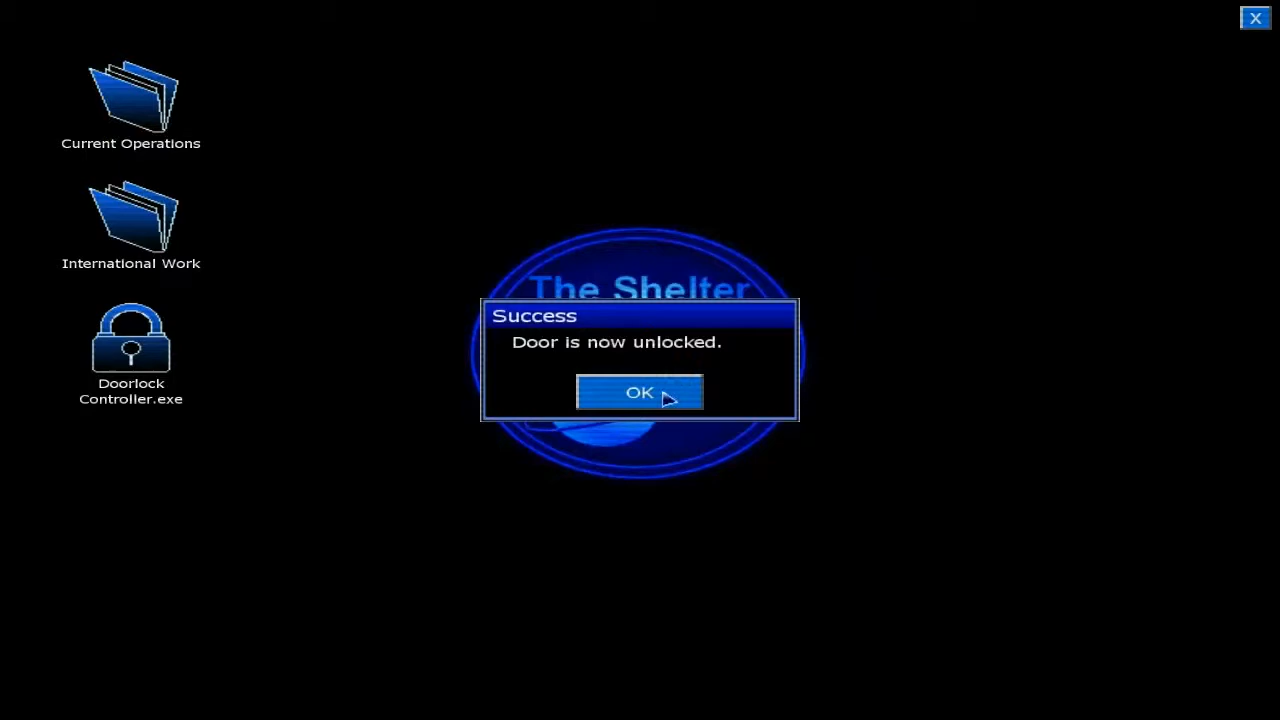 X
Current Operations
International Work
Doorlock
Controller.exe
The Shelter
Success
Door is now unlocked.
OK